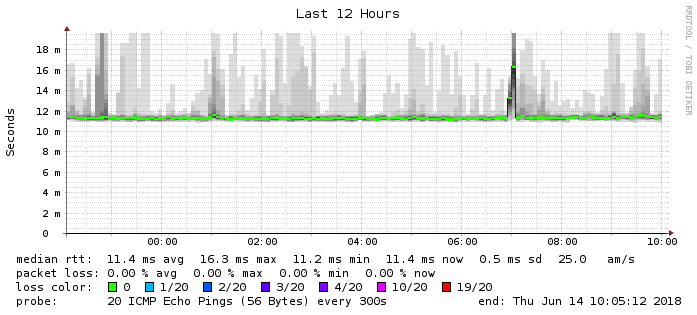 Last 12 Hours
RRDTOOL / TOBI OETIKER
Seconds
18 m
16 m
14 m
12 m
10 m
8 m
6 m
4 m
2 m
0
00:00 02:00 04:00 06:00 08:00 10:00
median rtt: 11.4 ms avg 16.3 ms max 11.2 ms min 11.4 ms now 0.5 ms sd 25.0 am/s
packet loss: 0.00 % avg 0.00 % max 0.00 % min 0.00 % now
loss color: 0 1/20 2/20 3/20 4/20 10/20 19/20
probe: 20 ICMP Echo Pings (56 Bytes) every 300s end: Thu Jun 14 10:05:12 2018